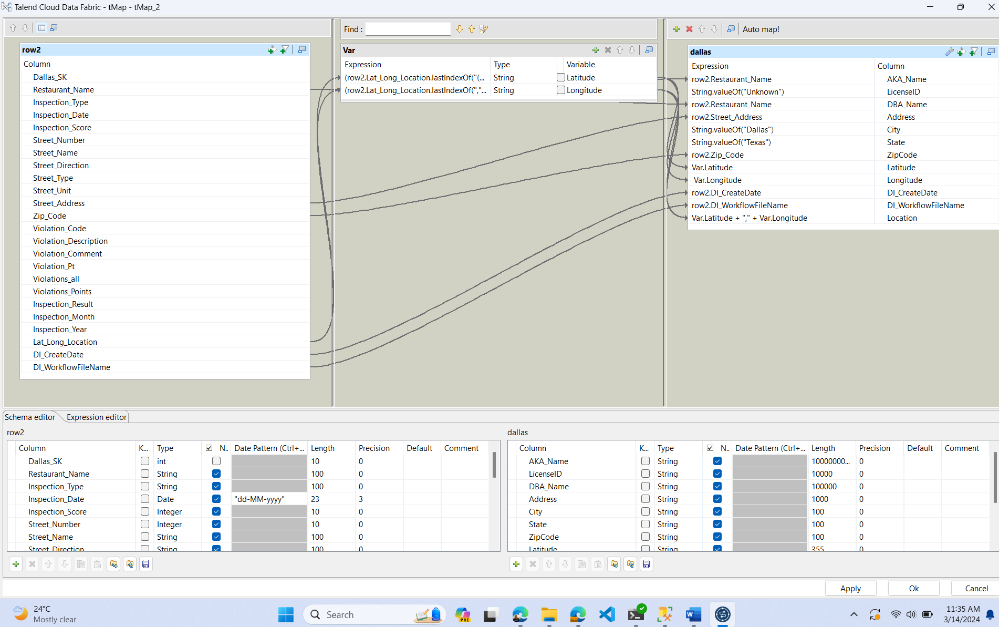 Talend Cloud Data Fabric - tMap - tMap_2
Find :
Auto map!
row2
Column
Dallas_SK
Restaurant_Name
Inspection_Type
Inspection_Date
Inspection_Score
Street_Number
Street_Name
Street_Direction
Street_Type
Street_Unit
Street_Address
Zip_Code
Violation_Code
Violation_Description
Violation_Comment
Violation_Pt
Violations_all
Violations_Points
Inspection_Result
Inspection_Month
Inspection_Year
Lat_Long_Location
DI_CreateDate
DI_WorkflowFileName
Var
Expression Type Variable
(row2.Lat_Long_Location.lastIndexOf("(... String Latitude
(row2.Lat_Long_Location.lastIndexOf(","... String Longitude
dallas
Expression Column
row2.Restaurant_Name AKA_Name
String.valueOf("Unknown") LicenseID
row2.Restaurant_Name DBA_Name
row2.Street_Address Address
String.valueOf("Dallas") City
String.valueOf("Texas") State
row2.Zip_Code ZipCode
Var.Latitude Latitude
Var.Longitude Longitude
row2.DI_CreateDate DI_CreateDate
row2.DI_WorkflowFileName DI_WorkflowFileName
Var.Latitude + "," + Var.Longitude Location
Schema editor Expression editor
row2
Column K... Type N.. Date Pattern (Ctrl+... Length Precision Default Comment
Dallas_SK int 10 0
Restaurant_Name String 100 0
Inspection_Type String 100 0
Inspection_Date Date "dd-MM-yyyy" 23 3
Inspection_Score Integer 10 0
Street_Number Integer 10 0
Street_Name String 100 0
Street_Direction String 100 0
dallas
Column K... Type N.. Date Pattern (Ctrl+... Length Precision Default Comment
AKA_Name String 10000000... 0
LicenseID String 10000 0
DBA_Name String 100000 0
Address String 1000 0
City String 100 0
State String 100 0
ZipCode String 100 0
Latitude String 355 0
Apply Ok Cancel
24°C
Mostly clear
Search
PRE
11:35 AM
3/14/2024